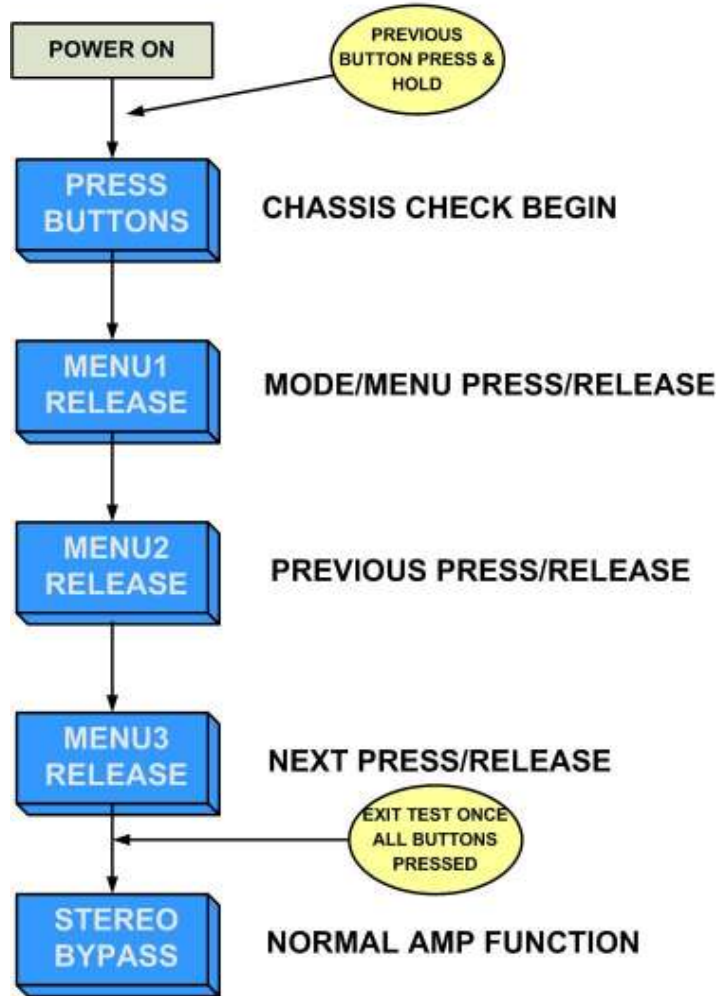 POWER ON
PREVIOUS
BUTTON PRESS &
HOLD
PRESS
BUTTONS
CHASSIS CHECK BEGIN
MENU1
RELEASE
MODE/MENU PRESS/RELEASE
MENU2
RELEASE
PREVIOUS PRESS/RELEASE
MENU3
RELEASE
NEXT PRESS/RELEASE
EXIT TEST ONCE
ALL BUTTONS
PRESSED
STEREO
BYPASS
NORMAL AMP FUNCTION